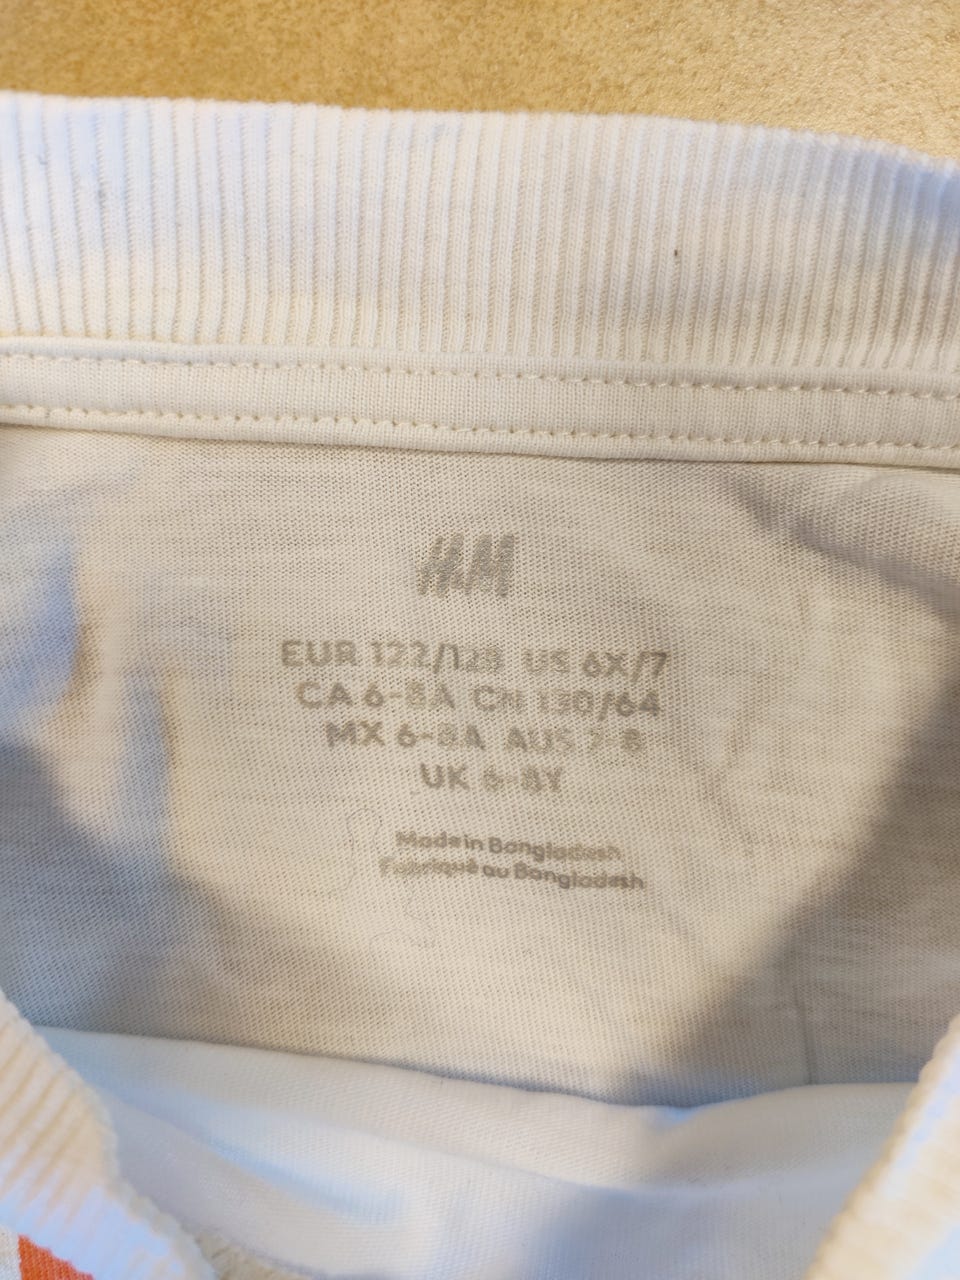 H&M
EUR 122/128 US 6X/7
CA 6-8A CN 130/64
MX 6-8A AUS 7-8
UK 6-8Y
Made in Bangladesh
Fabriqué au Bangladesh